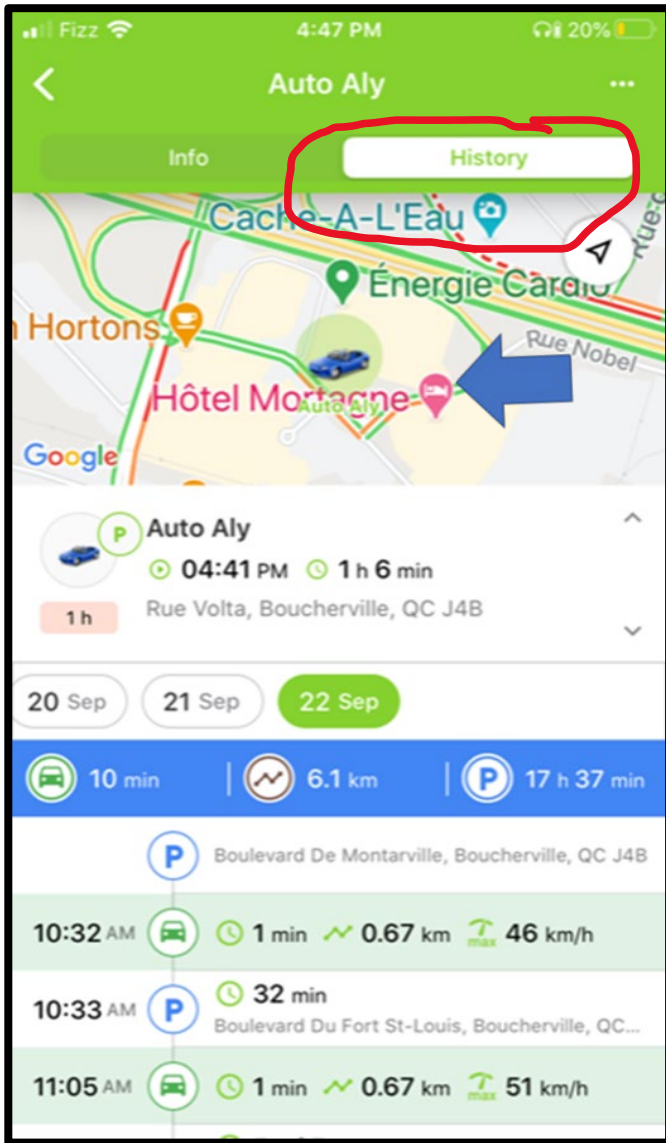 Fizz 4:47 PM 20%
Auto Aly
Info History
Cache-A-L'Eau
Énergie Cardio
Hortons
Rue Nobel
Hôtel Mortagne
Auto Aly
Google
P Auto Aly
04:41 PM 1 h 6 min
1 h Rue Volta, Boucherville, QC J4B
20 Sep 21 Sep 22 Sep
10 min 6.1 km P 17 h 37 min
P Boulevard De Montarville, Boucherville, QC J4B
10:32 AM 1 min 0.67 km max 46 km/h
10:33 AM P 32 min
Boulevard Du Fort St-Louis, Boucherville, QC...
11:05 AM 1 min 0.67 km max 51 km/h